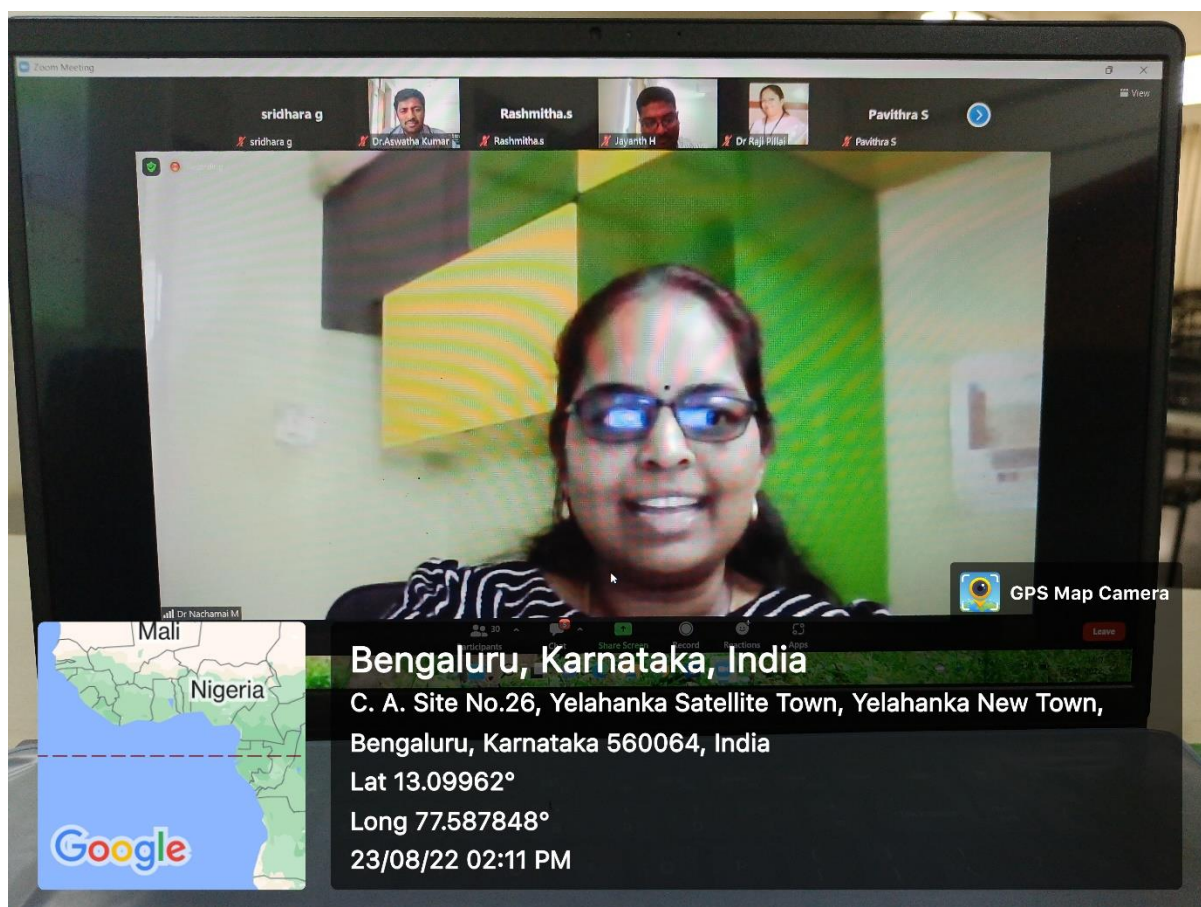 Zoom Meeting
View
sridhara g
Rashmitha.s
Pavithra S
sridhara g
Dr.Aswatha Kumar
Rashmitha.s
Jayanth H
Dr Raji Pillai
Pavithra S
Dr Nachamai M
GPS Map Camera
30
Participants
Chat
Share Screen
Record
Reactions
Apps
Leave
Mali
Nigeria
Google
Bengaluru, Karnataka, India
C. A. Site No.26, Yelahanka Satellite Town, Yelahanka New Town,
Bengaluru, Karnataka 560064, India
Lat 13.09962°
Long 77.587848°
23/08/22 02:11 PM